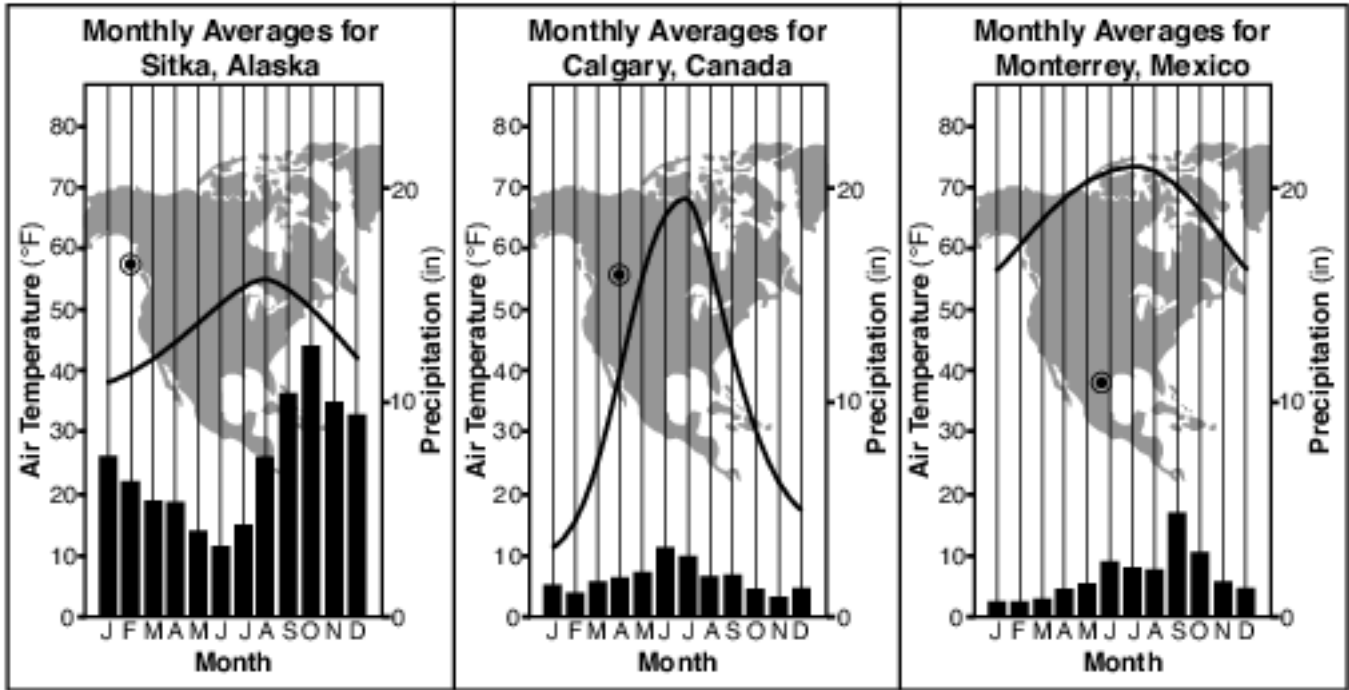 Monthly Averages for
Sitka, Alaska
80
70
60
50
40
30
20
10
0
Air Temperature (°F)
20
10
0
Precipitation (in)
J F M A M J J A S O N D
Month
Monthly Averages for
Calgary, Canada
80
70
60
50
40
30
20
10
0
Air Temperature (°F)
20
10
0
Precipitation (in)
J F M A M J J A S O N D
Month
Monthly Averages for
Monterrey, Mexico
80
70
60
50
40
30
20
10
0
Air Temperature (°F)
20
10
0
Precipitation (in)
J F M A M J J A S O N D
Month